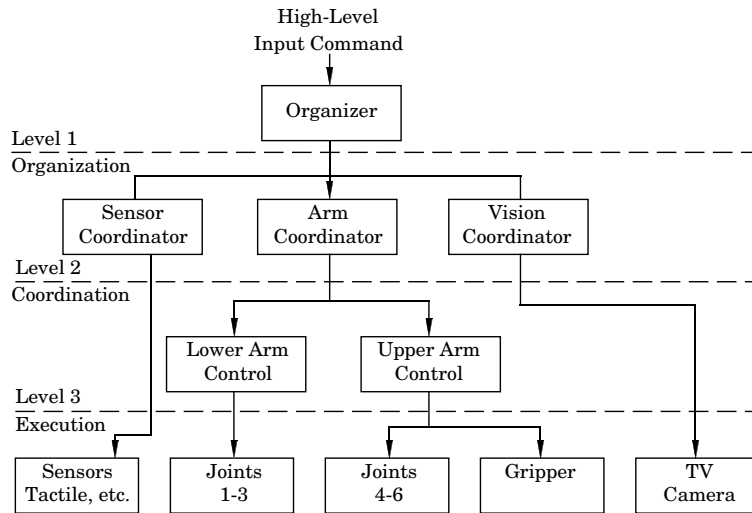 High-Level
Input Command
Organizer
Level 1
Organization
Sensor
Coordinator
Arm
Coordinator
Vision
Coordinator
Level 2
Coordination
Lower Arm
Control
Upper Arm
Control
Level 3
Execution
Sensors
Tactile, etc.
Joints
1-3
Joints
4-6
Gripper
TV
Camera